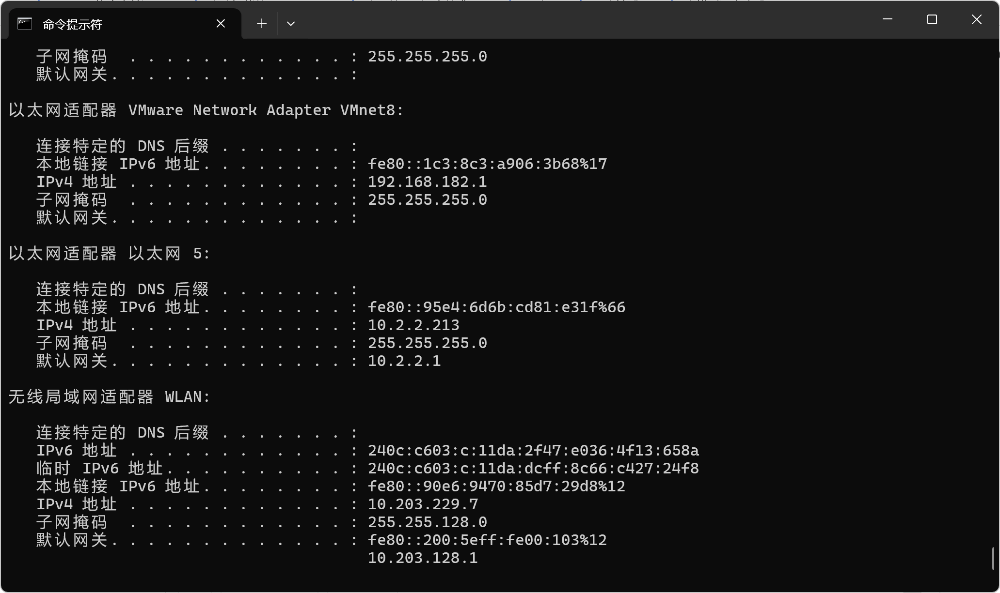 命令提示符
子网掩码  . . . . . . . . . . . . : 255.255.255.0
默认网关. . . . . . . . . . . . . :
以太网适配器 VMware Network Adapter VMnet8:
连接特定的 DNS 后缀 . . . . . . . :
本地链接 IPv6 地址. . . . . . . . : fe80::1c3:8c3:a906:3b68%17
IPv4 地址 . . . . . . . . . . . . : 192.168.182.1
子网掩码  . . . . . . . . . . . . : 255.255.255.0
默认网关. . . . . . . . . . . . . :
以太网适配器 以太网 5:
连接特定的 DNS 后缀 . . . . . . . :
本地链接 IPv6 地址. . . . . . . . : fe80::95e4:6d6b:cd81:e31f%66
IPv4 地址 . . . . . . . . . . . . : 10.2.2.213
子网掩码  . . . . . . . . . . . . : 255.255.255.0
默认网关. . . . . . . . . . . . . : 10.2.2.1
无线局域网适配器 WLAN:
连接特定的 DNS 后缀 . . . . . . . :
IPv6 地址 . . . . . . . . . . . . : 240c:c603:c:11da:2f47:e036:4f13:658a
临时 IPv6 地址. . . . . . . . . . : 240c:c603:c:11da:dcff:8c66:c427:24f8
本地链接 IPv6 地址. . . . . . . . : fe80::90e6:9470:85d7:29d8%12
IPv4 地址 . . . . . . . . . . . . : 10.203.229.7
子网掩码  . . . . . . . . . . . . : 255.255.128.0
默认网关. . . . . . . . . . . . . : fe80::200:5eff:fe00:103%12
10.203.128.1